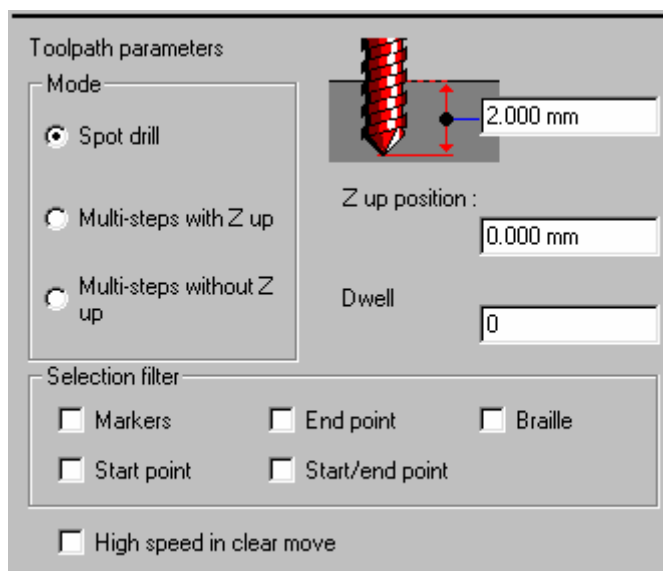 Toolpath parameters
Mode
Spot drill
Multi-steps with Z up
Multi-steps without Z
up
2.000 mm
Z up position :
0.000 mm
Dwell
0
Selection filter
Markers
End point
Braille
Start point
Start/end point
High speed in clear move